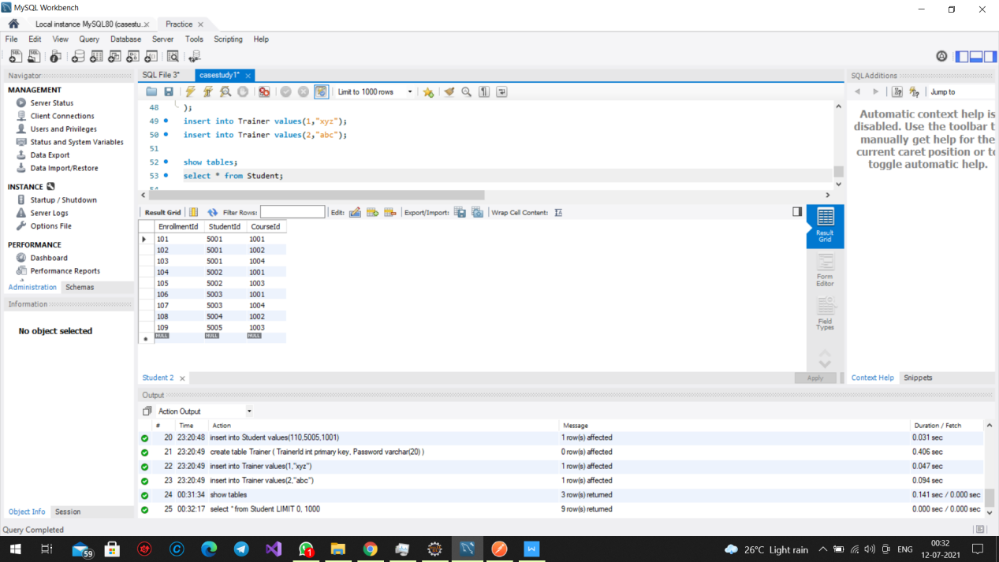 MySQL Workbench
Local instance MySQL80 (casestu.. × Practice ×
File Edit View Query Database Server Tools Scripting Help
Navigator
MANAGEMENT
Server Status
Client Connections
Users and Privileges
Status and System Variables
Data Export
Data Import/Restore
INSTANCE
Startup / Shutdown
Server Logs
Options File
PERFORMANCE
Dashboard
Performance Reports
Administration Schemas
Information
No object selected
Object Info Session
SQL File 3* casestudy1* ×
Limit to 1000 rows
48 );
49 insert into Trainer values(1,"xyz");
50 insert into Trainer values(2,"abc");
51
52 show tables;
53 select * from Student;
54
Result Grid Filter Rows: Edit: Export/Import: Wrap Cell Content: IA
EnrollmentId StudentId CourseId
101 5001 1001
102 5001 1002
103 5001 1004
104 5002 1001
105 5002 1003
106 5003 1001
107 5003 1004
108 5004 1002
109 5005 1003
NULL NULL NULL
Result Grid
Form Editor
Field Types
Student 2 × Apply
Output
Action Output
# Time Action Message Duration / Fetch
20 23:20:48 insert into Student values(110,5005,1001) 1 row(s) affected 0.031 sec
21 23:20:49 create table Trainer ( TrainerId int primary key, Password varchar(20) ) 0 row(s) affected 0.406 sec
22 23:20:49 insert into Trainer values(1,"xyz") 1 row(s) affected 0.047 sec
23 23:20:49 insert into Trainer values(2,"abc") 1 row(s) affected 0.094 sec
24 00:31:34 show tables 3 row(s) returned 0.141 sec / 0.000 sec
25 00:32:17 select * from Student LIMIT 0, 1000 9 row(s) returned 0.000 sec / 0.000 sec
SQLAdditions
Jump to
Automatic context help is
disabled. Use the toolbar t
manually get help for the
current caret position or to
toggle automatic help.
Context Help Snippets
Query Completed
59 1 26°C Light rain ENG 00:32
12-07-2021